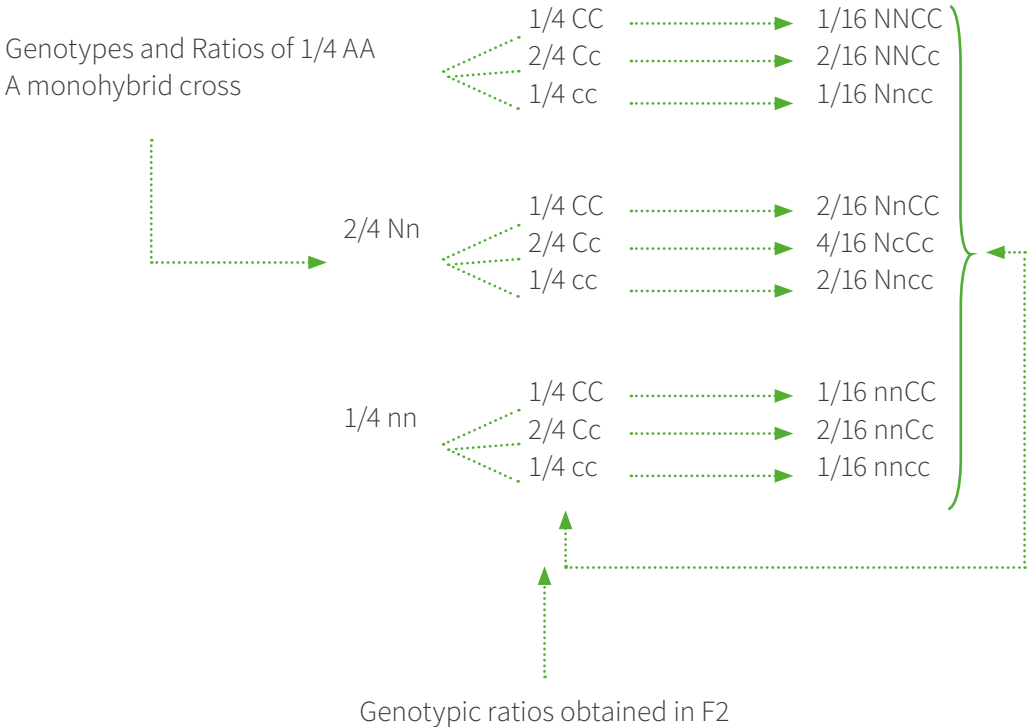 Genotypes and Ratios of 1/4 AA
A monohybrid cross
1/4 CC 1/16 NNCC
2/4 Cc 2/16 NNCc
1/4 cc 1/16 Nncc
2/4 Nn
1/4 CC 2/16 NnCC
2/4 Cc 4/16 NcCc
1/4 cc 2/16 Nncc
1/4 nn
1/4 CC 1/16 nnCC
2/4 Cc 2/16 nnCc
1/4 cc 1/16 nncc
Genotypic ratios obtained in F2